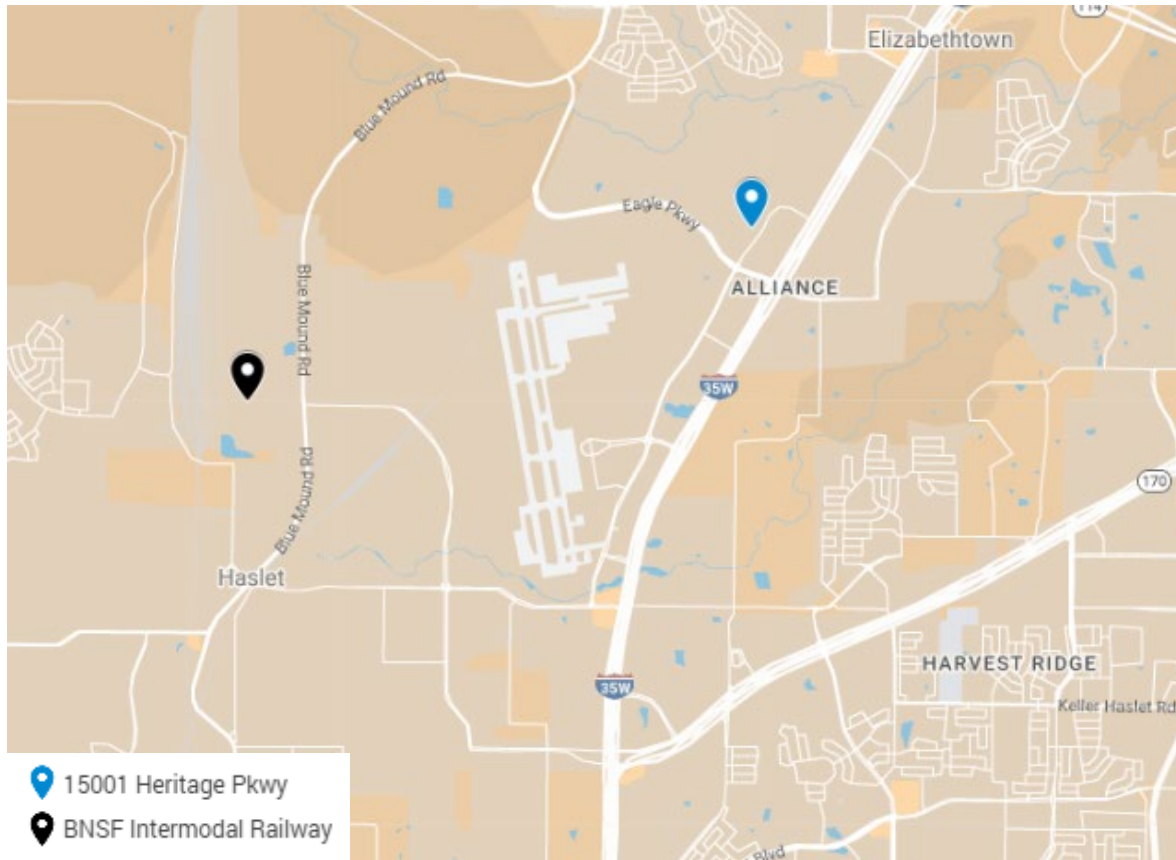 114
Elizabethtown
Blue Mound Rd
Eagle Pkwy
ALLIANCE
Blue Mound Rd
35W
170
Blue Mound Rd
Haslet
HARVEST RIDGE
35W
Keller Haslet Rd
15001 Heritage Pkwy
BNSF Intermodal Railway
Blvd